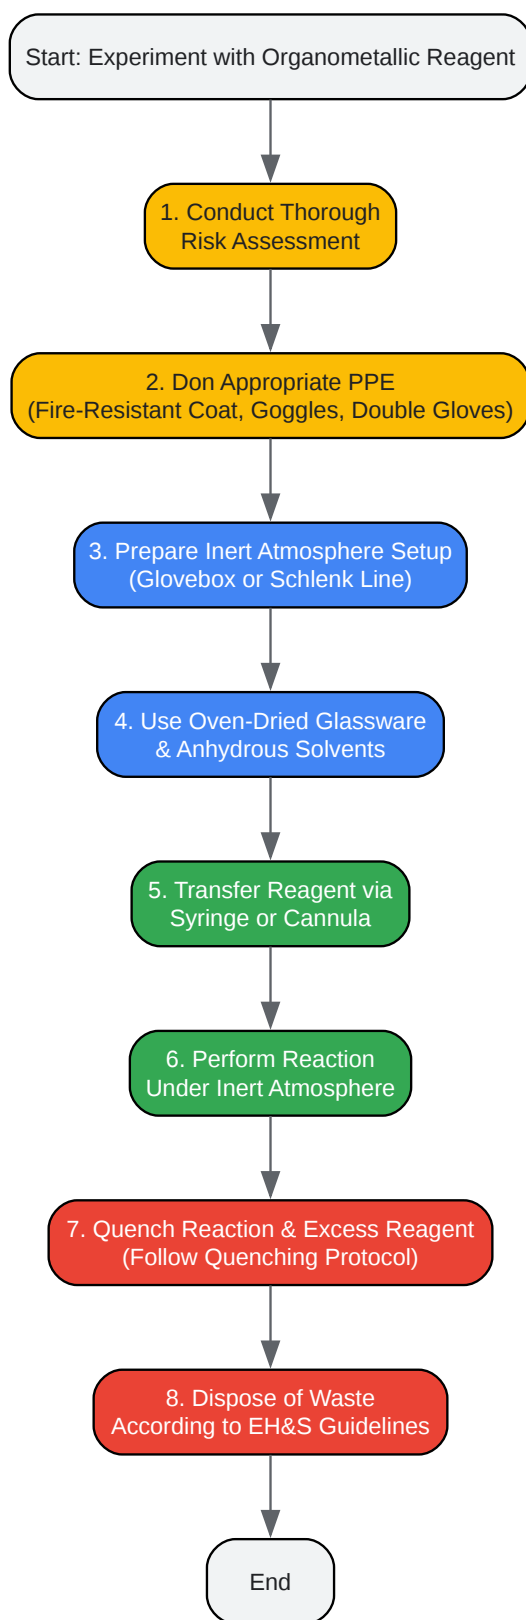 Start: Experiment with Organometallic Reagent
1. Conduct Thorough
Risk Assessment
2. Don Appropriate PPE
(Fire-Resistant Coat, Goggles, Double Gloves)
3. Prepare Inert Atmosphere Setup
(Glovebox or Schlenk Line)
4. Use Oven-Dried Glassware
& Anhydrous Solvents
5. Transfer Reagent via
Syringe or Cannula
6. Perform Reaction
Under Inert Atmosphere
7. Quench Reaction & Excess Reagent
(Follow Quenching Protocol)
8. Dispose of Waste
According to EH&S Guidelines
End